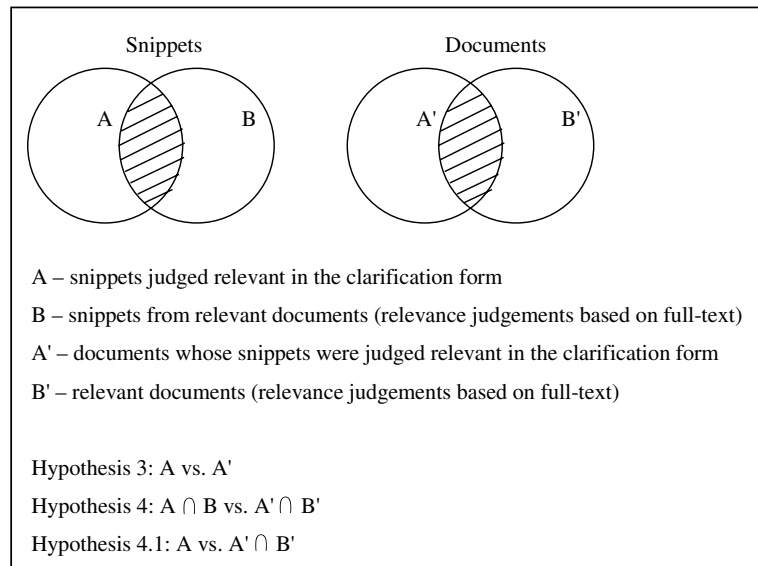 Snippets Documents
A B A' B'
A – snippets judged relevant in the clarification form
B – snippets from relevant documents (relevance judgements based on full-text)
A' – documents whose snippets were judged relevant in the clarification form
B' – relevant documents (relevance judgements based on full-text)
Hypothesis 3: A vs. A'
Hypothesis 4: A ∩ B vs. A' ∩ B'
Hypothesis 4.1: A vs. A' ∩ B'